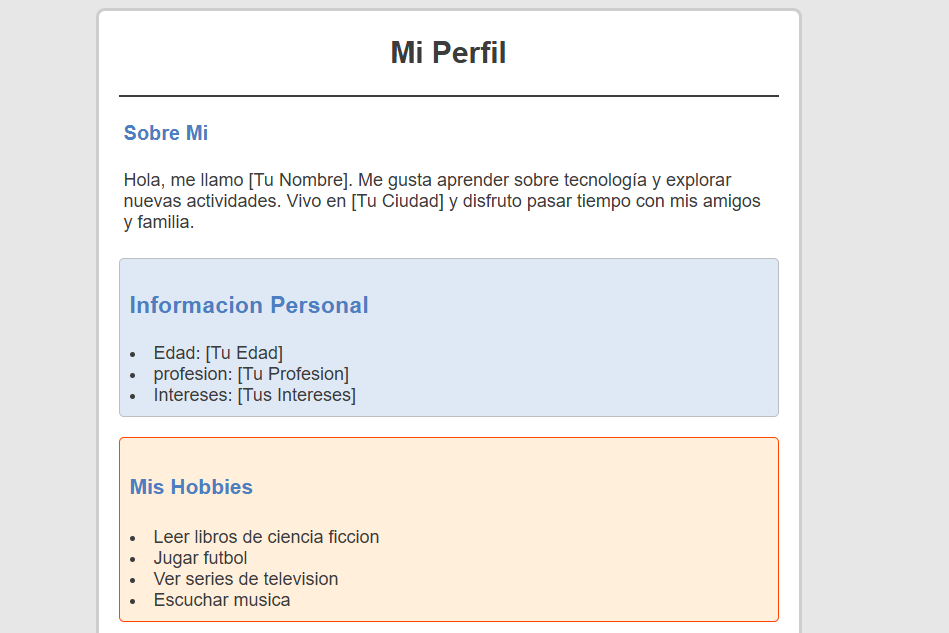 Mi Perfil
Sobre Mi
Hola, me llamo [Tu Nombre]. Me gusta aprender sobre tecnología y explorar
nuevas actividades. Vivo en [Tu Ciudad] y disfruto pasar tiempo con mis amigos
y familia.
Informacion Personal
• Edad: [Tu Edad]
• profesion: [Tu Profesion]
• Intereses: [Tus Intereses]
Mis Hobbies
• Leer libros de ciencia ficcion
• Jugar futbol
• Ver series de television
• Escuchar musica